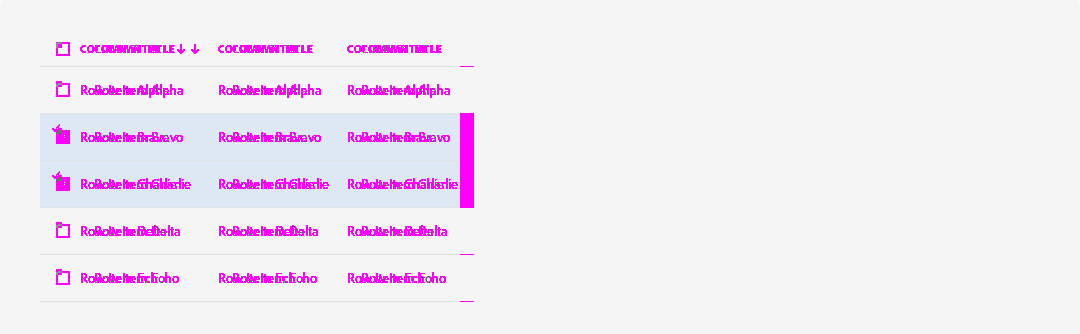 COLUMN TITLE ↓ COLUMN TITLE COLUMN TITLE
Row Item Alpha Row Item Alpha Row Item Alpha
Row Item Bravo Row Item Bravo Row Item Bravo
Row Item Charlie Row Item Charlie Row Item Charlie
Row Item Delta Row Item Delta Row Item Delta
Row Item Echo Row Item Echo Row Item Echo